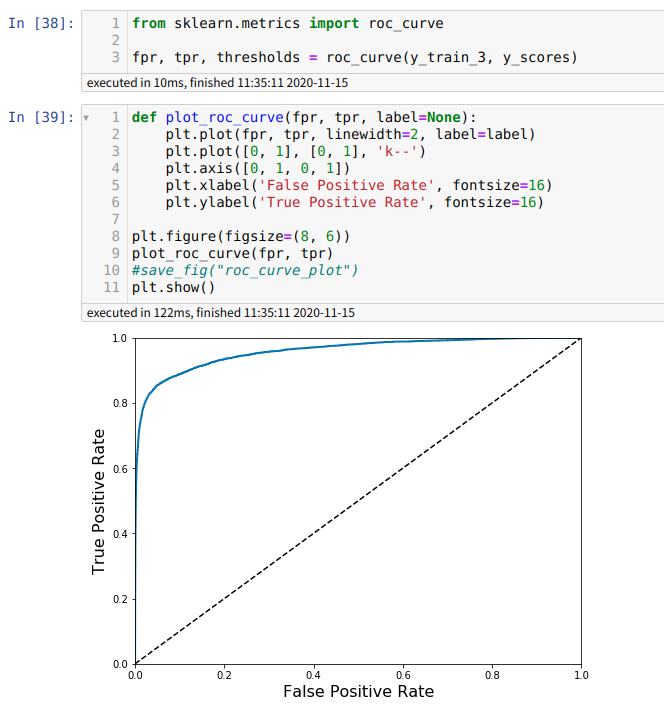 In [38]:
1 from sklearn.metrics import roc_curve
2
3 fpr, tpr, thresholds = roc_curve(y_train_3, y_scores)
executed in 10ms, finished 11:35:11 2020-11-15
In [39]:
1 def plot_roc_curve(fpr, tpr, label=None):
2     plt.plot(fpr, tpr, linewidth=2, label=label)
3     plt.plot([0, 1], [0, 1], 'k--')
4     plt.axis([0, 1, 0, 1])
5     plt.xlabel('False Positive Rate', fontsize=16)
6     plt.ylabel('True Positive Rate', fontsize=16)
7
8 plt.figure(figsize=(8, 6))
9 plot_roc_curve(fpr, tpr)
10 #save_fig("roc_curve_plot")
11 plt.show()
executed in 122ms, finished 11:35:11 2020-11-15
1.0
0.8
0.6
0.4
0.2
0.0
True Positive Rate
0.0 0.2 0.4 0.6 0.8 1.0
False Positive Rate